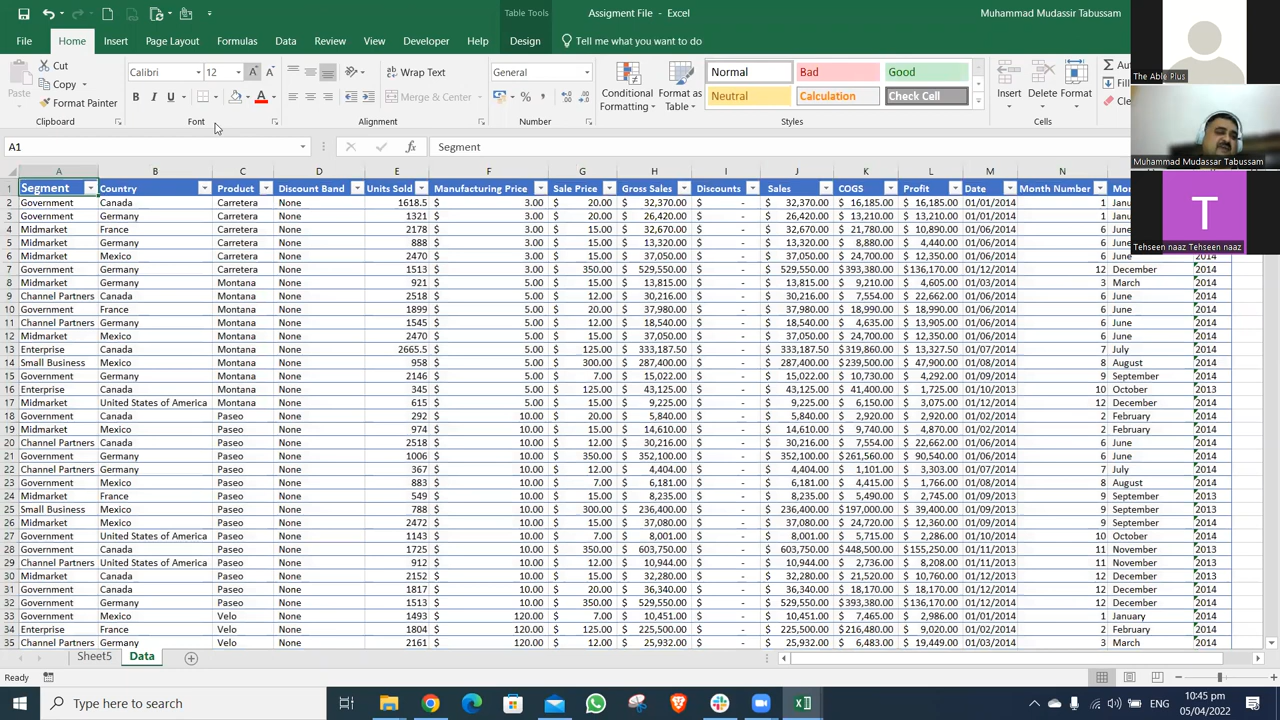 Table Tools
Assigment File - Excel
Muhammad Mudassir Tabussam
File Home Insert Page Layout Formulas Data Review View Developer Help Design Tell me what you want to do
Cut
Copy
Format Painter
Paste
Clipboard
Calibri 12
B I U
Font
Wrap Text
Merge & Center
Alignment
General
Number
Conditional Formatting
Format as Table
Normal Bad Good
Neutral Calculation Check Cell
Styles
Insert Delete Format
Cells
The Able Plus
Muhammad Mudassar Tabussam
T
Tehseen naaz Tehseen naaz
A1 fx Segment
A B C D E F G H I J K L M N
1 Segment Country Product Discount Band Units Sold Manufacturing Price Sale Price Gross Sales Discounts Sales COGS Profit Date Month Number
2 Government Canada Carretera None 1618.5 $ 3.00 $ 20.00 $ 32,370.00 $ - $ 32,370.00 $ 16,185.00 $ 16,185.00 01/01/2014 1
3 Government Germany Carretera None 1321 $ 3.00 $ 20.00 $ 26,420.00 $ - $ 26,420.00 $ 13,210.00 $ 13,210.00 01/01/2014 1
4 Midmarket France Carretera None 2178 $ 3.00 $ 15.00 $ 32,670.00 $ - $ 32,670.00 $ 21,780.00 $ 10,890.00 01/06/2014 6 June
5 Midmarket Germany Carretera None 888 $ 3.00 $ 15.00 $ 13,320.00 $ - $ 13,320.00 $ 8,880.00 $ 4,440.00 01/06/2014 6 June
6 Midmarket Mexico Carretera None 2470 $ 3.00 $ 15.00 $ 37,050.00 $ - $ 37,050.00 $ 24,700.00 $ 12,350.00 01/06/2014 6 June 2014
7 Government Germany Carretera None 1513 $ 3.00 $ 350.00 $ 529,550.00 $ - $ 529,550.00 $ 393,380.00 $ 136,170.00 01/12/2014 12 December 2014
8 Midmarket Germany Montana None 921 $ 5.00 $ 15.00 $ 13,815.00 $ - $ 13,815.00 $ 9,210.00 $ 4,605.00 01/03/2014 3 March 2014
9 Channel Partners Canada Montana None 2518 $ 5.00 $ 12.00 $ 30,216.00 $ - $ 30,216.00 $ 7,554.00 $ 22,662.00 01/06/2014 6 June 2014
10 Government France Montana None 1899 $ 5.00 $ 20.00 $ 37,980.00 $ - $ 37,980.00 $ 18,990.00 $ 18,990.00 01/06/2014 6 June 2014
11 Channel Partners Germany Montana None 1545 $ 5.00 $ 12.00 $ 18,540.00 $ - $ 18,540.00 $ 4,635.00 $ 13,905.00 01/06/2014 6 June 2014
12 Midmarket Mexico Montana None 2470 $ 5.00 $ 15.00 $ 37,050.00 $ - $ 37,050.00 $ 24,700.00 $ 12,350.00 01/06/2014 6 June 2014
13 Enterprise Canada Montana None 2665.5 $ 5.00 $ 125.00 $ 333,187.50 $ - $ 333,187.50 $ 319,860.00 $ 13,327.50 01/07/2014 7 July 2014
14 Small Business Mexico Montana None 958 $ 5.00 $ 300.00 $ 287,400.00 $ - $ 287,400.00 $ 239,500.00 $ 47,900.00 01/08/2014 8 August 2014
15 Government Germany Montana None 2146 $ 5.00 $ 7.00 $ 15,022.00 $ - $ 15,022.00 $ 10,730.00 $ 4,292.00 01/09/2014 9 September 2014
16 Enterprise Canada Montana None 345 $ 5.00 $ 125.00 $ 43,125.00 $ - $ 43,125.00 $ 41,400.00 $ 1,725.00 01/10/2013 10 October 2013
17 Midmarket United States of America Montana None 615 $ 5.00 $ 15.00 $ 9,225.00 $ - $ 9,225.00 $ 6,150.00 $ 3,075.00 01/12/2014 12 December 2014
18 Government Canada Paseo None 292 $ 10.00 $ 20.00 $ 5,840.00 $ - $ 5,840.00 $ 2,920.00 $ 2,920.00 01/02/2014 2 February 2014
19 Midmarket Mexico Paseo None 974 $ 10.00 $ 15.00 $ 14,610.00 $ - $ 14,610.00 $ 9,740.00 $ 4,870.00 01/02/2014 2 February 2014
20 Channel Partners Canada Paseo None 2518 $ 10.00 $ 12.00 $ 30,216.00 $ - $ 30,216.00 $ 7,554.00 $ 22,662.00 01/06/2014 6 June 2014
21 Government Germany Paseo None 1006 $ 10.00 $ 350.00 $ 352,100.00 $ - $ 352,100.00 $ 261,560.00 $ 90,540.00 01/06/2014 6 June 2014
22 Channel Partners Germany Paseo None 367 $ 10.00 $ 12.00 $ 4,404.00 $ - $ 4,404.00 $ 1,101.00 $ 3,303.00 01/07/2014 7 July 2014
23 Government Mexico Paseo None 883 $ 10.00 $ 7.00 $ 6,181.00 $ - $ 6,181.00 $ 4,415.00 $ 1,766.00 01/08/2014 8 August 2014
24 Midmarket France Paseo None 549 $ 10.00 $ 15.00 $ 8,235.00 $ - $ 8,235.00 $ 5,490.00 $ 2,745.00 01/09/2013 9 September 2013
25 Small Business Mexico Paseo None 788 $ 10.00 $ 300.00 $ 236,400.00 $ - $ 236,400.00 $ 197,000.00 $ 39,400.00 01/09/2013 9 September 2013
26 Midmarket Mexico Paseo None 2472 $ 10.00 $ 15.00 $ 37,080.00 $ - $ 37,080.00 $ 24,720.00 $ 12,360.00 01/09/2014 9 September 2014
27 Government United States of America Paseo None 1143 $ 10.00 $ 7.00 $ 8,001.00 $ - $ 8,001.00 $ 5,715.00 $ 2,286.00 01/10/2014 10 October 2014
28 Government Canada Paseo None 1725 $ 10.00 $ 350.00 $ 603,750.00 $ - $ 603,750.00 $ 448,500.00 $ 155,250.00 01/11/2013 11 November 2013
29 Channel Partners United States of America Paseo None 912 $ 10.00 $ 12.00 $ 10,944.00 $ - $ 10,944.00 $ 2,736.00 $ 8,208.00 01/11/2013 11 November 2013
30 Midmarket Canada Paseo None 2152 $ 10.00 $ 15.00 $ 32,280.00 $ - $ 32,280.00 $ 21,520.00 $ 10,760.00 01/12/2013 12 December 2013
31 Government Canada Paseo None 1817 $ 10.00 $ 20.00 $ 36,340.00 $ - $ 36,340.00 $ 18,170.00 $ 18,170.00 01/12/2014 12 December 2014
32 Government Germany Paseo None 1513 $ 10.00 $ 350.00 $ 529,550.00 $ - $ 529,550.00 $ 393,380.00 $ 136,170.00 01/12/2014 12 December 2014
33 Government Mexico Velo None 1493 $ 120.00 $ 7.00 $ 10,451.00 $ - $ 10,451.00 $ 7,465.00 $ 2,986.00 01/01/2014 1 January 2014
34 Enterprise France Velo None 1804 $ 120.00 $ 125.00 $ 225,500.00 $ - $ 225,500.00 $ 216,480.00 $ 9,020.00 01/02/2014 2 February 2014
35 Channel Partners Germany Velo None 2161 $ 120.00 $ 12.00 $ 25,932.00 $ - $ 25,932.00 $ 6,483.00 $ 19,449.00 01/03/2014 3 March 2014
Sheet5 Data
Ready
Type here to search
ENG
10:45 pm
05/04/2022